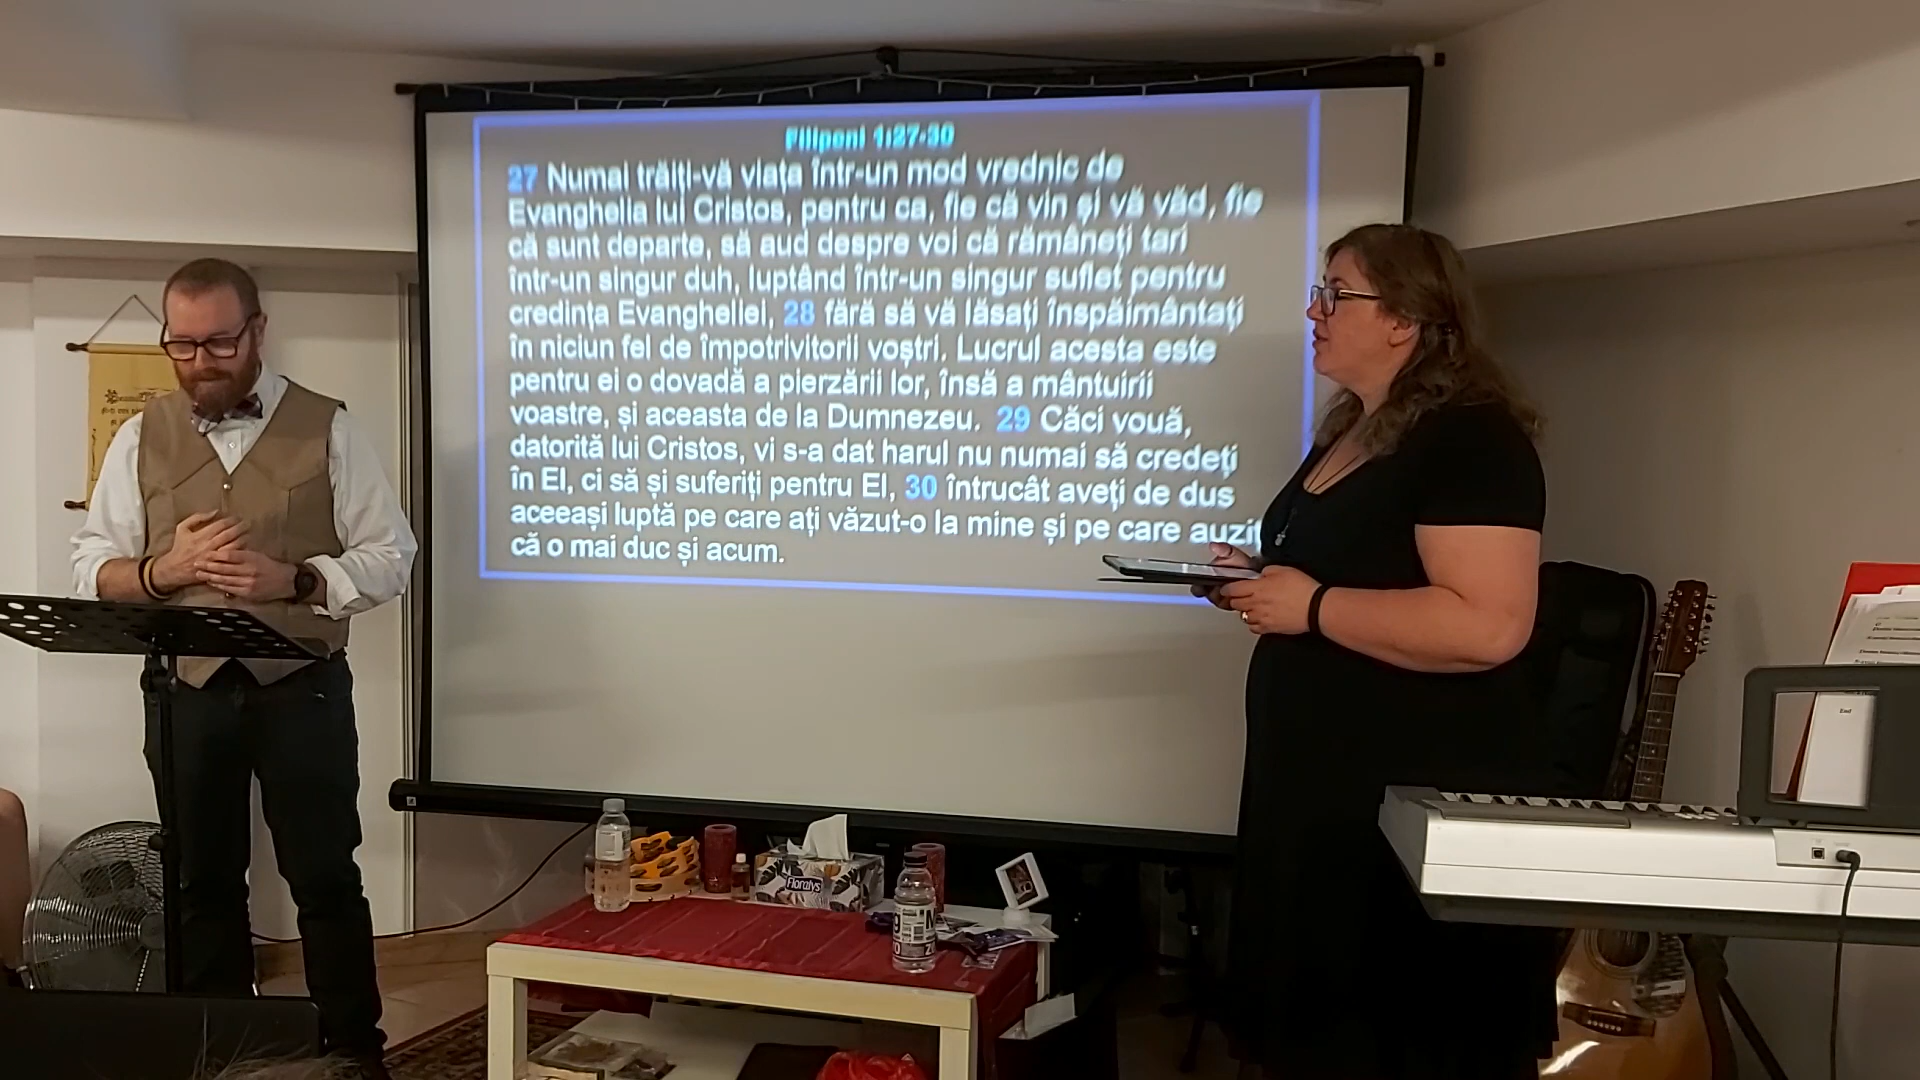 Filipeni 1:27-30
27 Numai trăiți-vă viața într-un mod vrednic de
Evanghelia lui Cristos, pentru ca, fie că vin și vă văd, fie
că sunt departe, să aud despre voi că rămâneți tari
într-un singur duh, luptând într-un singur suflet pentru
credința Evangheliei, 28 fără să vă lăsați înspăimântați
în niciun fel de împotrivitorii voștri. Lucrul acesta este
pentru ei o dovadă a pierzării lor, însă a mântuirii
voastre, și aceasta de la Dumnezeu. 29 Căci vouă,
datorită lui Cristos, vi s-a dat harul nu numai să credeți
în El, ci să și suferiți pentru El, 30 întrucât aveți de dus
aceeași luptă pe care ați văzut-o la mine și pe care auziț
că o mai duc și acum.
Floralys
End